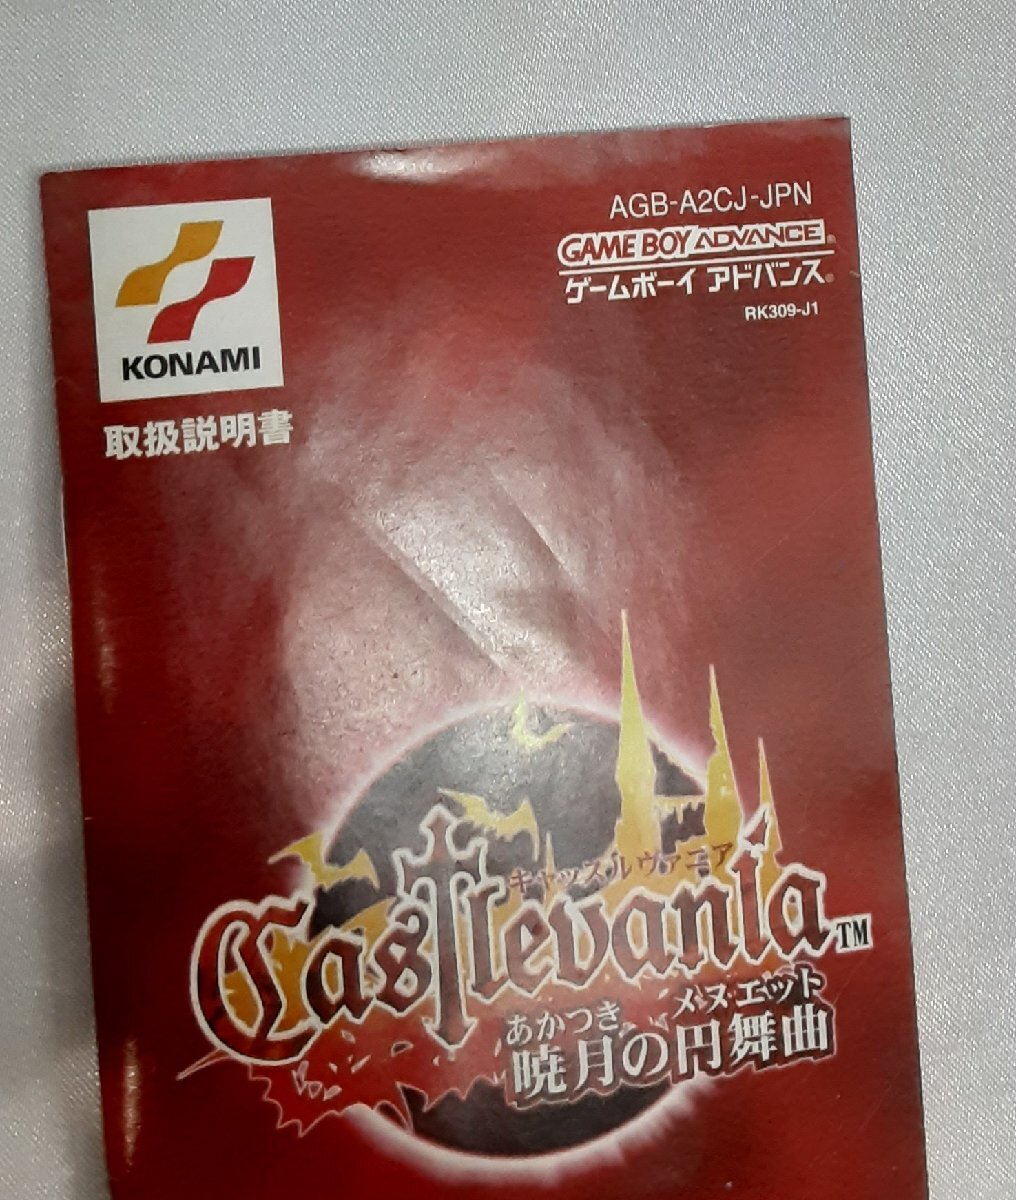 AGB-A2CJ-JPN
GAME BOY ADVANCE®
ゲームボーイ アドバンス®
RK309-J1
KONAMI
取扱説明書
キャッスルヴァニア
Castlevania™
あかつき メヌエット
暁月の円舞曲